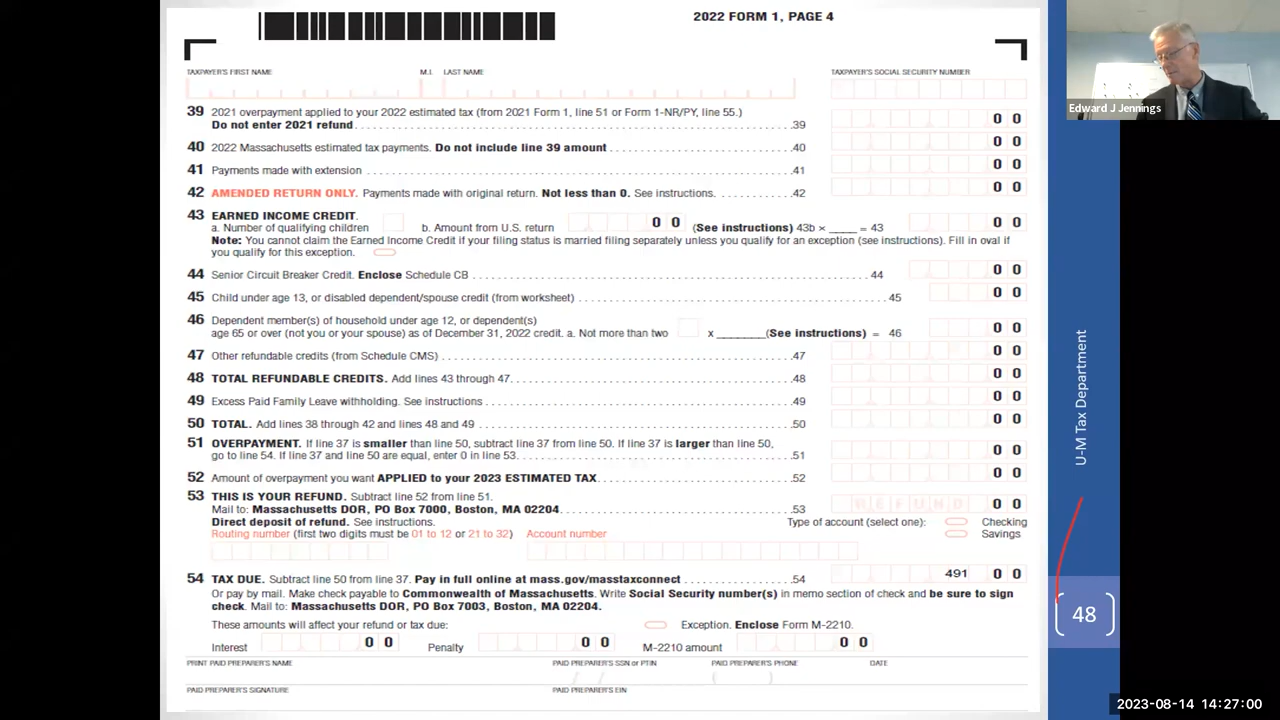 2022 FORM 1, PAGE 4
TAXPAYER'S FIRST NAME M.I. LAST NAME TAXPAYER'S SOCIAL SECURITY NUMBER
39 2021 overpayment applied to your 2022 estimated tax (from 2021 Form 1, line 51 or Form 1-NR/PY, line 55.)
Do not enter 2021 refund 39 0 0
40 2022 Massachusetts estimated tax payments. Do not include line 39 amount 40 0 0
41 Payments made with extension 41 0 0
42 AMENDED RETURN ONLY. Payments made with original return. Not less than 0. See instructions. 42 0 0
43 EARNED INCOME CREDIT.
a. Number of qualifying children b. Amount from U.S. return 0 0 (See instructions) 43b × ____ = 43 0 0
Note: You cannot claim the Earned Income Credit if your filing status is married filing separately unless you qualify for an exception (see instructions). Fill in oval if
you qualify for this exception.
44 Senior Circuit Breaker Credit. Enclose Schedule CB 44 0 0
45 Child under age 13, or disabled dependent/spouse credit (from worksheet) 45 0 0
46 Dependent member(s) of household under age 12, or dependent(s)
age 65 or over (not you or your spouse) as of December 31, 2022 credit. a. Not more than two x _______ (See instructions) = 46 0 0
47 Other refundable credits (from Schedule CMS) 47 0 0
48 TOTAL REFUNDABLE CREDITS. Add lines 43 through 47. 48 0 0
49 Excess Paid Family Leave withholding. See instructions 49 0 0
50 TOTAL. Add lines 38 through 42 and lines 48 and 49 50 0 0
51 OVERPAYMENT. If line 37 is smaller than line 50, subtract line 37 from line 50. If line 37 is larger than line 50,
go to line 54. If line 37 and line 50 are equal, enter 0 in line 53. 51 0 0
52 Amount of overpayment you want APPLIED to your 2023 ESTIMATED TAX 52 0 0
53 THIS IS YOUR REFUND. Subtract line 52 from line 51.
Mail to: Massachusetts DOR, PO Box 7000, Boston, MA 02204 53 REFUND 0 0
Direct deposit of refund. See instructions. Type of account (select one): Checking
Routing number (first two digits must be 01 to 12 or 21 to 32) Account number Savings
54 TAX DUE. Subtract line 50 from line 37. Pay in full online at mass.gov/masstaxconnect 54 491 0 0
Or pay by mail. Make check payable to Commonwealth of Massachusetts. Write Social Security number(s) in memo section of check and be sure to sign
check. Mail to: Massachusetts DOR, PO Box 7003, Boston, MA 02204.
These amounts will affect your refund or tax due: Exception. Enclose Form M-2210.
Interest 0 0 Penalty 0 0 M-2210 amount 0 0
PRINT PAID PREPARER'S NAME PAID PREPARER'S SSN or PTIN PAID PREPARER'S PHONE DATE
PAID PREPARER'S SIGNATURE PAID PREPARER'S EIN
Edward J Jennings
U-M Tax Department
48
2023-08-14 14:27:00